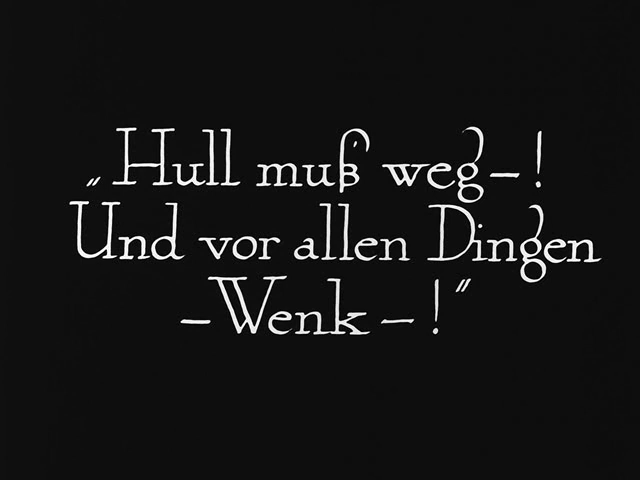 „Hull muß weg – !
Und vor allen Dingen
– Wenk – !“